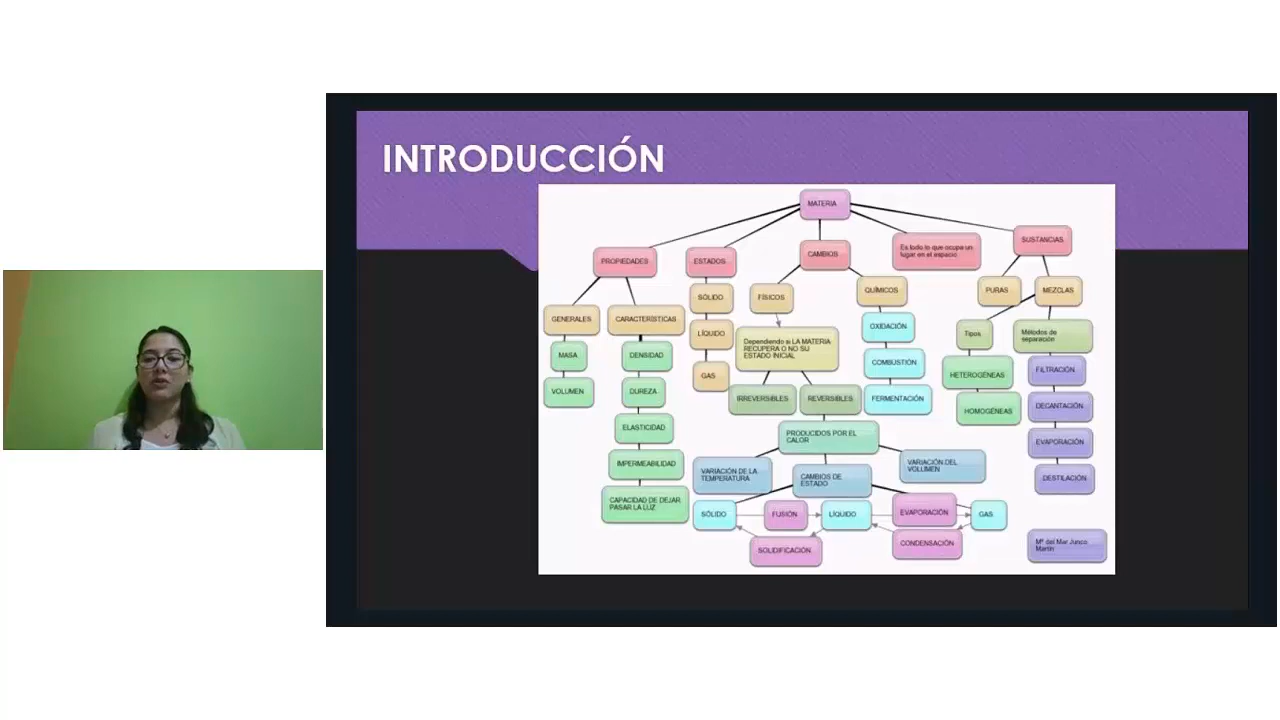 INTRODUCCIÓN
MATERIA
PROPIEDADES
ESTADOS
CAMBIOS
Es todo lo que ocupa un
lugar en el espacio
SUSTANCIAS
GENERALES
CARACTERÍSTICAS
MASA
VOLUMEN
DENSIDAD
DUREZA
ELASTICIDAD
IMPERMEABILIDAD
CAPACIDAD DE DEJAR
PASAR LA LUZ
SÓLIDO
LÍQUIDO
GAS
FÍSICOS
QUÍMICOS
Dependiendo si LA MATERIA
RECUPERA O NO SU
ESTADO INICIAL
IRREVERSIBLES
REVERSIBLES
OXIDACIÓN
COMBUSTIÓN
FERMENTACIÓN
PRODUCIDOS POR EL
CALOR
VARIACIÓN DE LA
TEMPERATURA
CAMBIOS DE
ESTADO
VARIACIÓN DEL
VOLUMEN
SÓLIDO
FUSIÓN
LÍQUIDO
EVAPORACIÓN
GAS
SOLIDIFICACIÓN
CONDENSACIÓN
PURAS
MEZCLAS
Tipos
HETEROGÉNEAS
HOMOGÉNEAS
Métodos de
separación
FILTRACIÓN
DECANTACIÓN
EVAPORACIÓN
DESTILACIÓN
Mª del Mar Junco
Martín